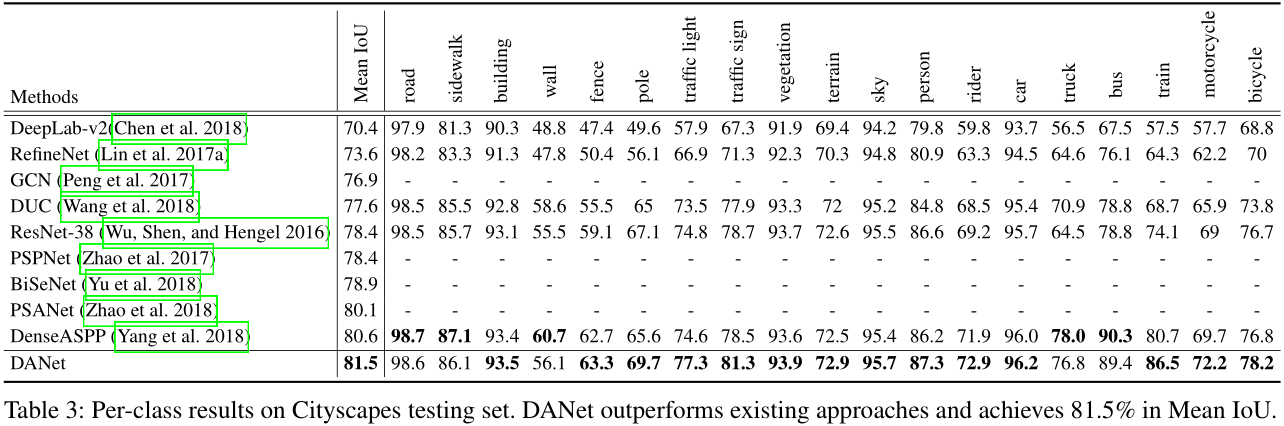 Methods Mean IoU road sidewalk building wall fence pole traffic light traffic sign vegetation terrain sky person rider car truck bus train motorcycle bicycle
DeepLab-v2(Chen et al. 2018) 70.4 97.9 81.3 90.3 48.8 47.4 49.6 57.9 67.3 91.9 69.4 94.2 79.8 59.8 93.7 56.5 67.5 57.5 57.7 68.8
RefineNet (Lin et al. 2017a) 73.6 98.2 83.3 91.3 47.8 50.4 56.1 66.9 71.3 92.3 70.3 94.8 80.9 63.3 94.5 64.6 76.1 64.3 62.2 70
GCN (Peng et al. 2017) 76.9 - - - - - - - - - - - - - - - - - - -
DUC (Wang et al. 2018) 77.6 98.5 85.5 92.8 58.6 55.5 65 73.5 77.9 93.3 72 95.2 84.8 68.5 95.4 70.9 78.8 68.7 65.9 73.8
ResNet-38 (Wu, Shen, and Hengel 2016) 78.4 98.5 85.7 93.1 55.5 59.1 67.1 74.8 78.7 93.7 72.6 95.5 86.6 69.2 95.7 64.5 78.8 74.1 69 76.7
PSPNet (Zhao et al. 2017) 78.4 - - - - - - - - - - - - - - - - - - -
BiSeNet (Yu et al. 2018) 78.9 - - - - - - - - - - - - - - - - - - -
PSANet (Zhao et al. 2018) 80.1 - - - - - - - - - - - - - - - - - - -
DenseASPP (Yang et al. 2018) 80.6 98.7 87.1 93.4 60.7 62.7 65.6 74.6 78.5 93.6 72.5 95.4 86.2 71.9 96.0 78.0 90.3 80.7 69.7 76.8
DANet 81.5 98.6 86.1 93.5 56.1 63.3 69.7 77.3 81.3 93.9 72.9 95.7 87.3 72.9 96.2 76.8 89.4 86.5 72.2 78.2
Table 3: Per-class results on Cityscapes testing set. DANet outperforms existing approaches and achieves 81.5% in Mean IoU.